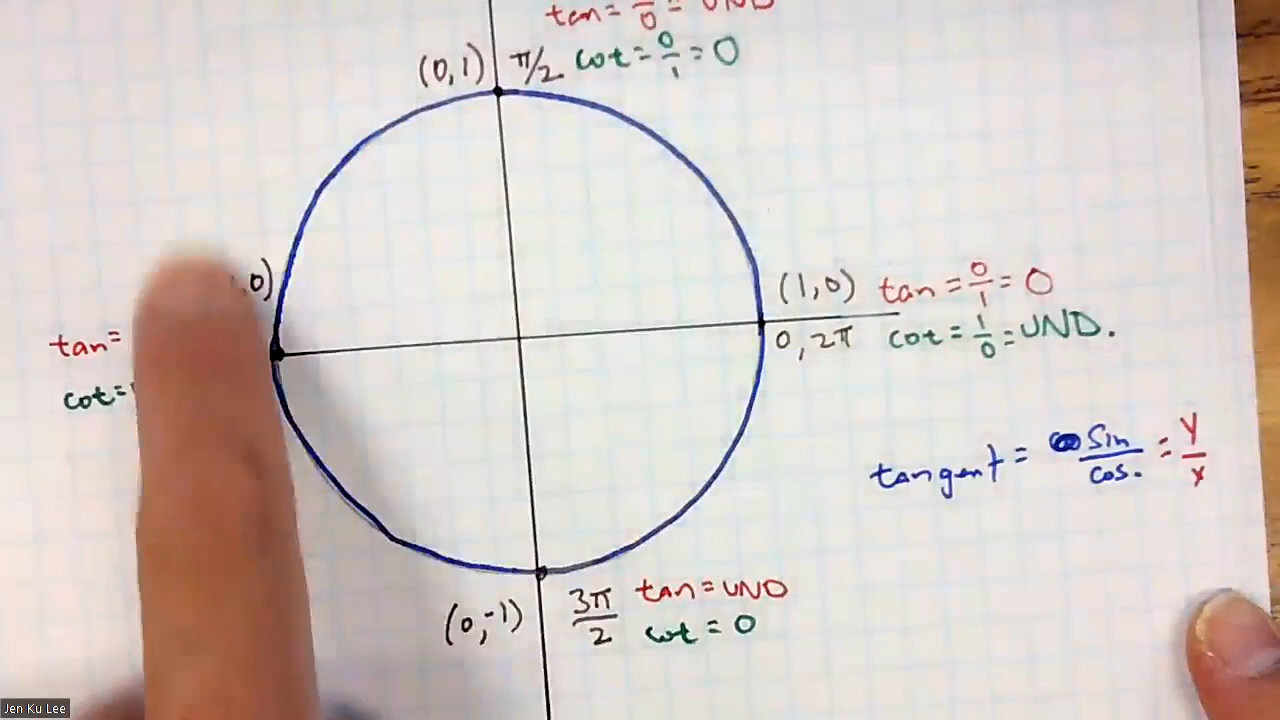 tan = /0 = UND
(0,1) π/2 cot = 0/1 = 0
,0)
(1,0) tan = 0/1 = 0
0, 2π cot = 1/0 = UND.
tan=
cot=
tangent = sin/cos. = y/x
(0,-1) 3π/2 tan = UND
cot = 0
Jen Ku Lee